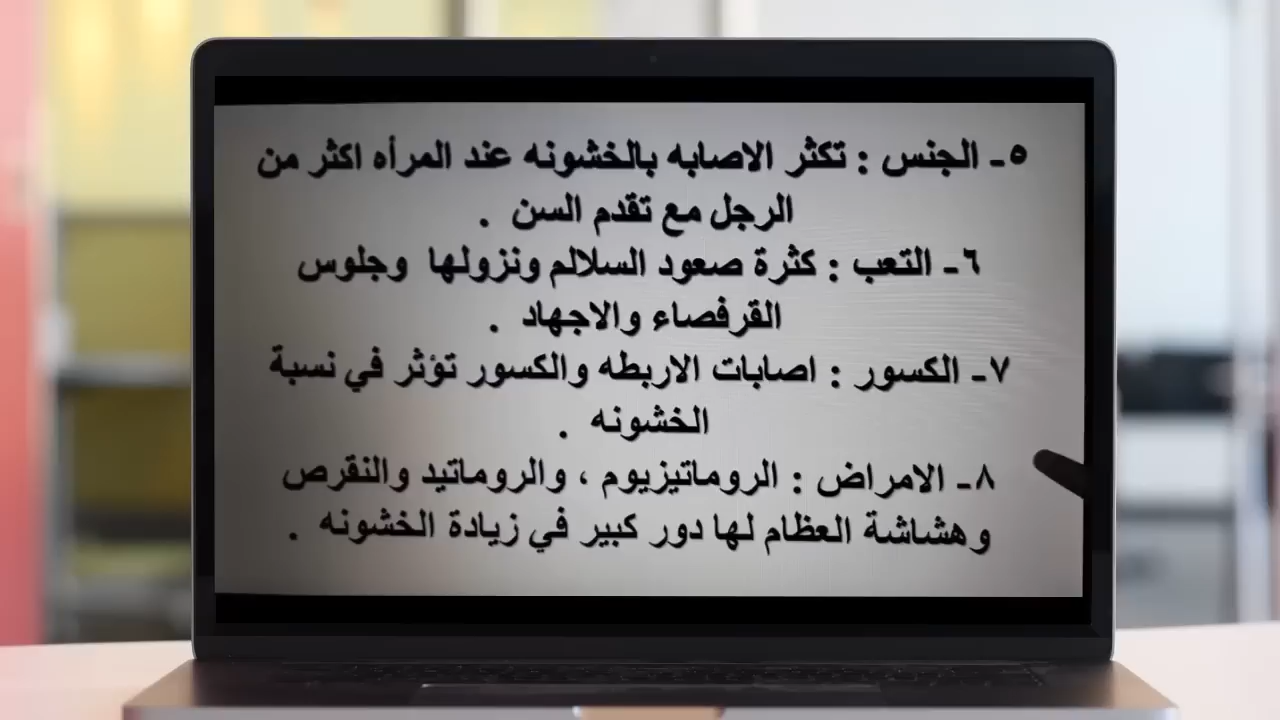 ٥- الجنس : تكثر الاصابه بالخشونه عند المرأه اكثر من
الرجل مع تقدم السن .
٦- التعب : كثرة صعود السلالم ونزولها وجلوس
القرفصاء والاجهاد .
٧- الكسور : اصابات الاربطه والكسور تؤثر في نسبة
الخشونه .
٨- الامراض : الروماتيزيوم ، والروماتيد والنقرص
وهشاشة العظام لها دور كبير في زيادة الخشونه .